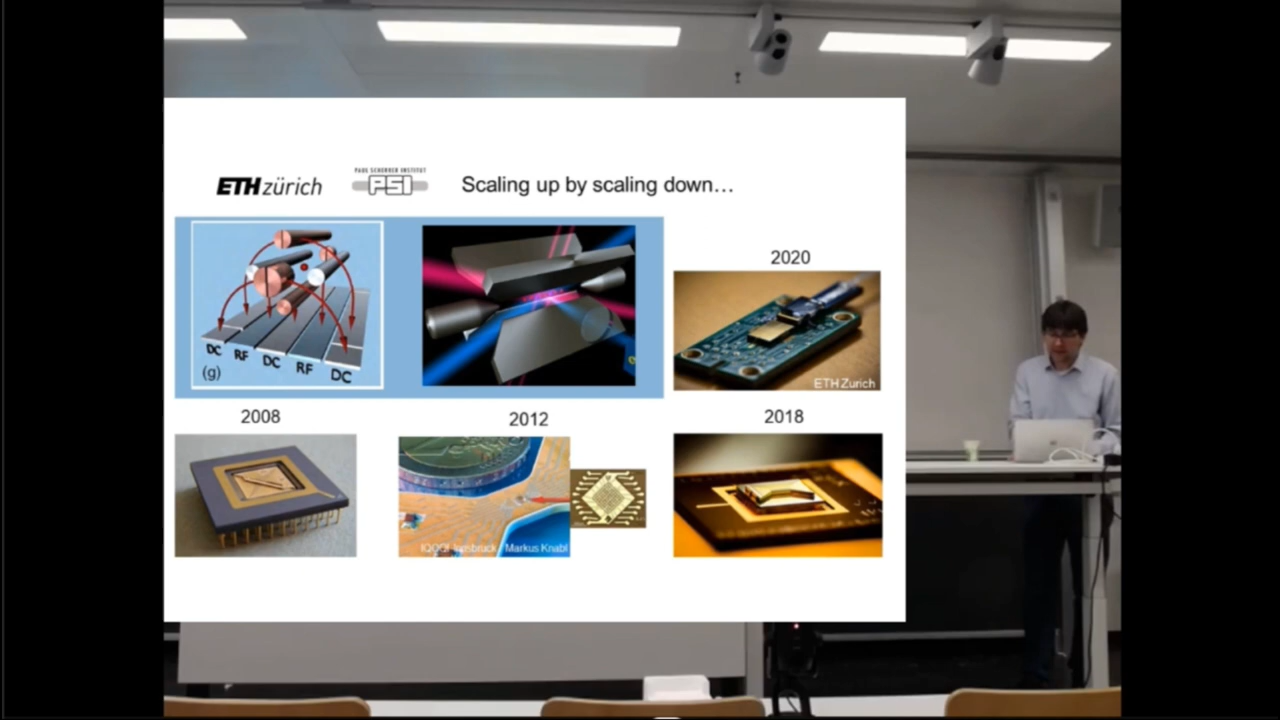 ETH zürich
PAUL SCHERRER INSTITUT
PSI
Scaling up by scaling down...
DC
RF
DC
RF
DC
(g)
2020
ETH Zurich
2008
2012
2018
Innsbruck
Markus Knabl